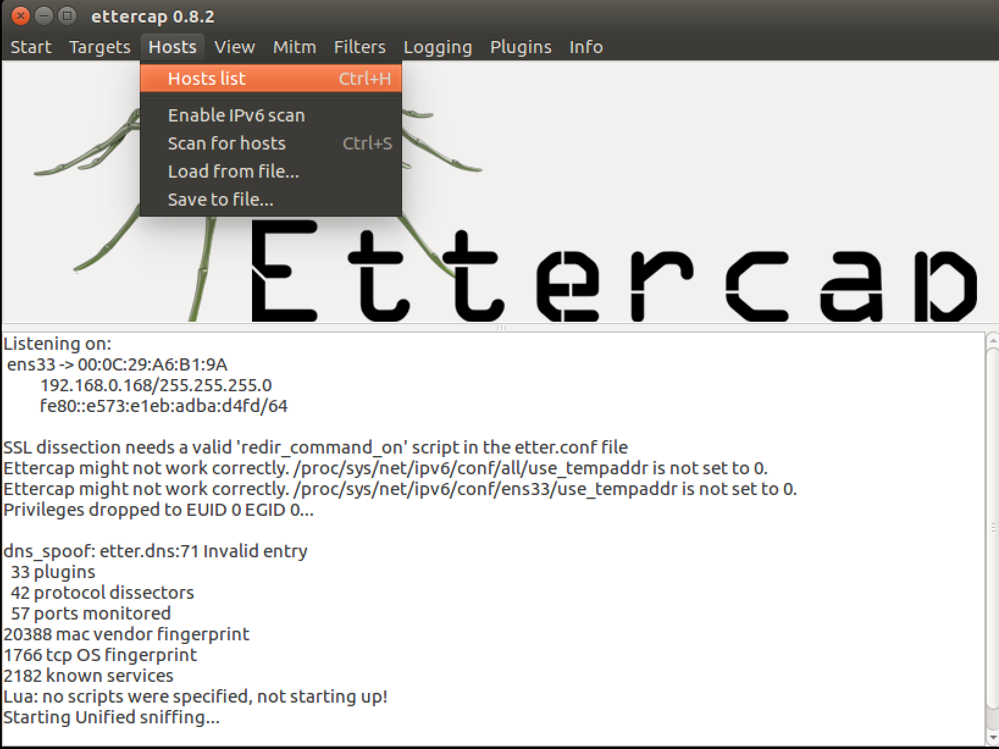 ettercap 0.8.2
Start Targets Hosts View Mitm Filters Logging Plugins Info
Hosts list Ctrl+H
Enable IPv6 scan
Scan for hosts Ctrl+S
Load from file...
Save to file...
Ettercap
Listening on:
ens33 -> 00:0C:29:A6:B1:9A
192.168.0.168/255.255.255.0
fe80::e573:e1eb:adba:d4fd/64
SSL dissection needs a valid 'redir_command_on' script in the etter.conf file
Ettercap might not work correctly. /proc/sys/net/ipv6/conf/all/use_tempaddr is not set to 0.
Ettercap might not work correctly. /proc/sys/net/ipv6/conf/ens33/use_tempaddr is not set to 0.
Privileges dropped to EUID 0 EGID 0...
dns_spoof: etter.dns:71 Invalid entry
33 plugins
42 protocol dissectors
57 ports monitored
20388 mac vendor fingerprint
1766 tcp OS fingerprint
2182 known services
Lua: no scripts were specified, not starting up!
Starting Unified sniffing...